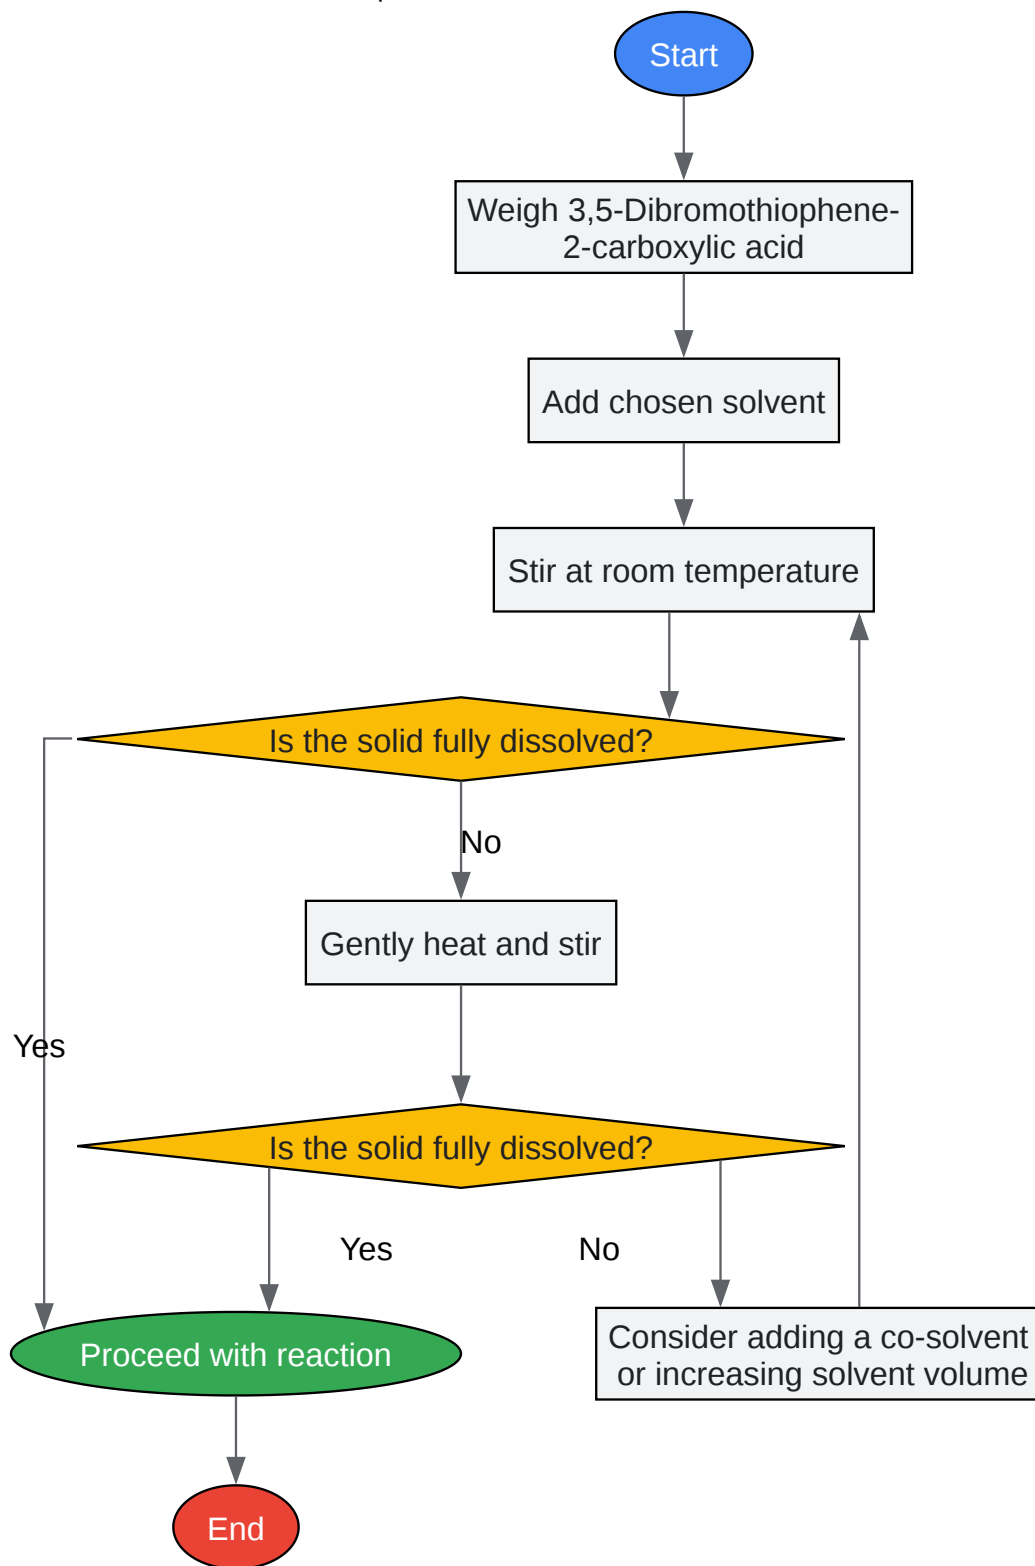 Start
Weigh 3,5-Dibromothiophene-
2-carboxylic acid
Add chosen solvent
Stir at room temperature
Is the solid fully dissolved?
No
Gently heat and stir
Yes
Is the solid fully dissolved?
Yes
No
Proceed with reaction
Consider adding a co-solvent
or increasing solvent volume
End